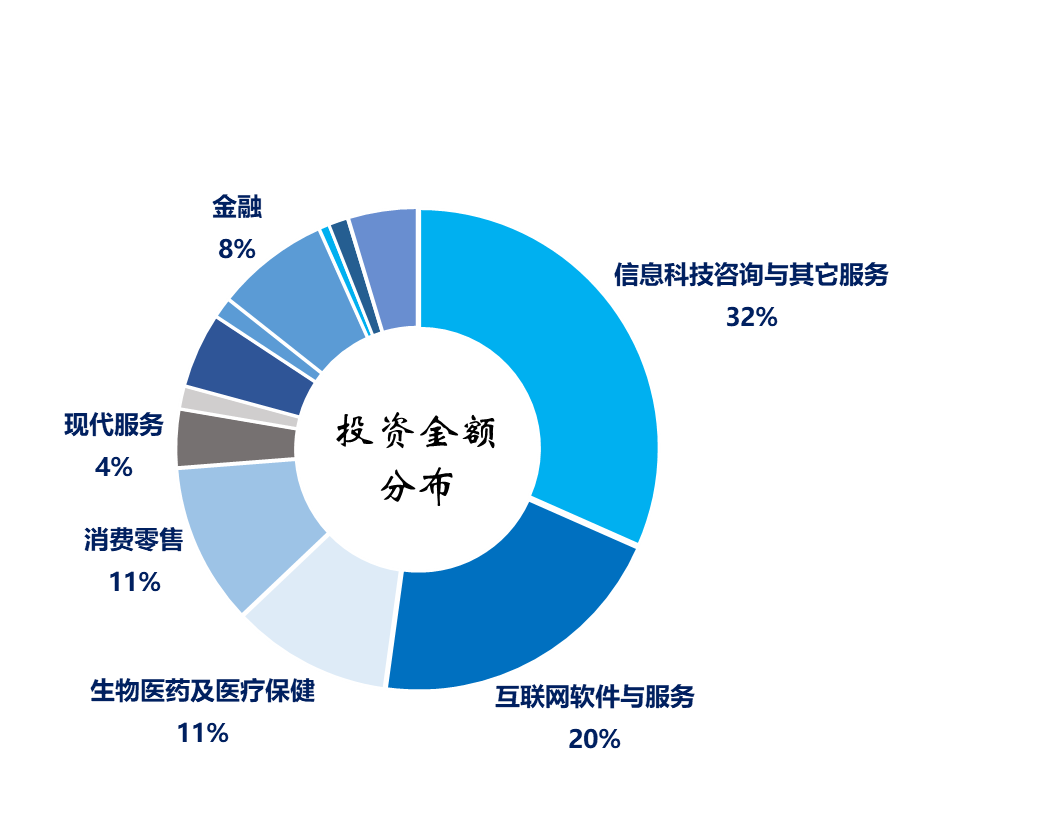 金融
8%
信息科技咨询与其它服务
32%
现代服务
4%
投资金额
分布
消费零售
11%
生物医药及医疗保健
11%
互联网软件与服务
20%